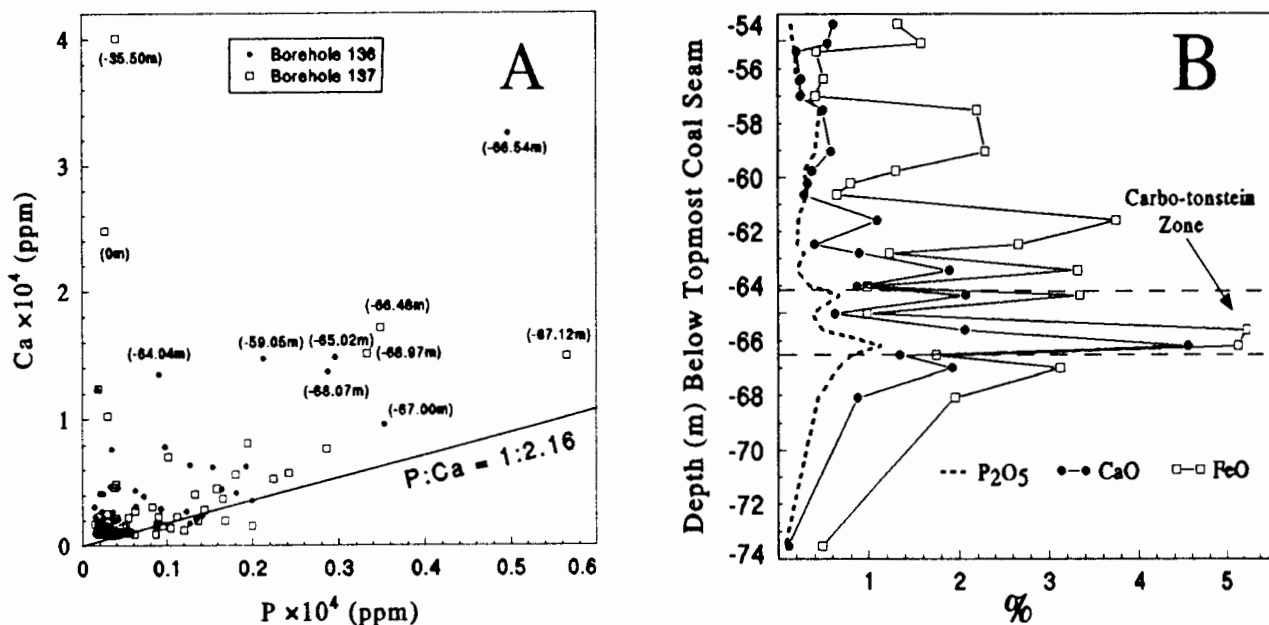 A
B
Borehole 136
Borehole 137
(-35.50m)
(-66.54m)
(0m)
(-66.48m)
(-67.12m)
(-59.05m)
(-65.02m)
(-66.97m)
(-64.04m)
(-68.07m)
(-67.00m)
P:Ca = 1:2.16
4
3
2
1
0
Ca ×10⁴ (ppm)
0 0.1 0.2 0.3 0.4 0.5 0.6
P ×10⁴ (ppm)
-54
-56
-58
-60
-62
-64
-66
-68
-70
-72
-74
Depth (m) Below Topmost Coal Seam
Carbo-tonstein
Zone
P₂O₅ CaO FeO
1 2 3 4 5
%